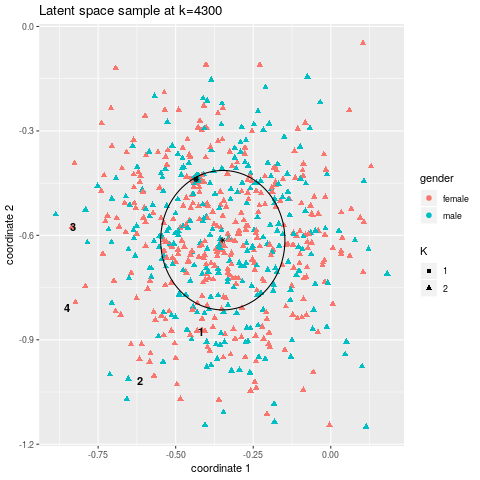 Latent space sample at k=4300
0.0
-0.3
-0.6
-0.9
-1.2
coordinate 2
3
4
1
2
-0.75
-0.50
-0.25
0.00
coordinate 1
gender
female
male
K
1
2